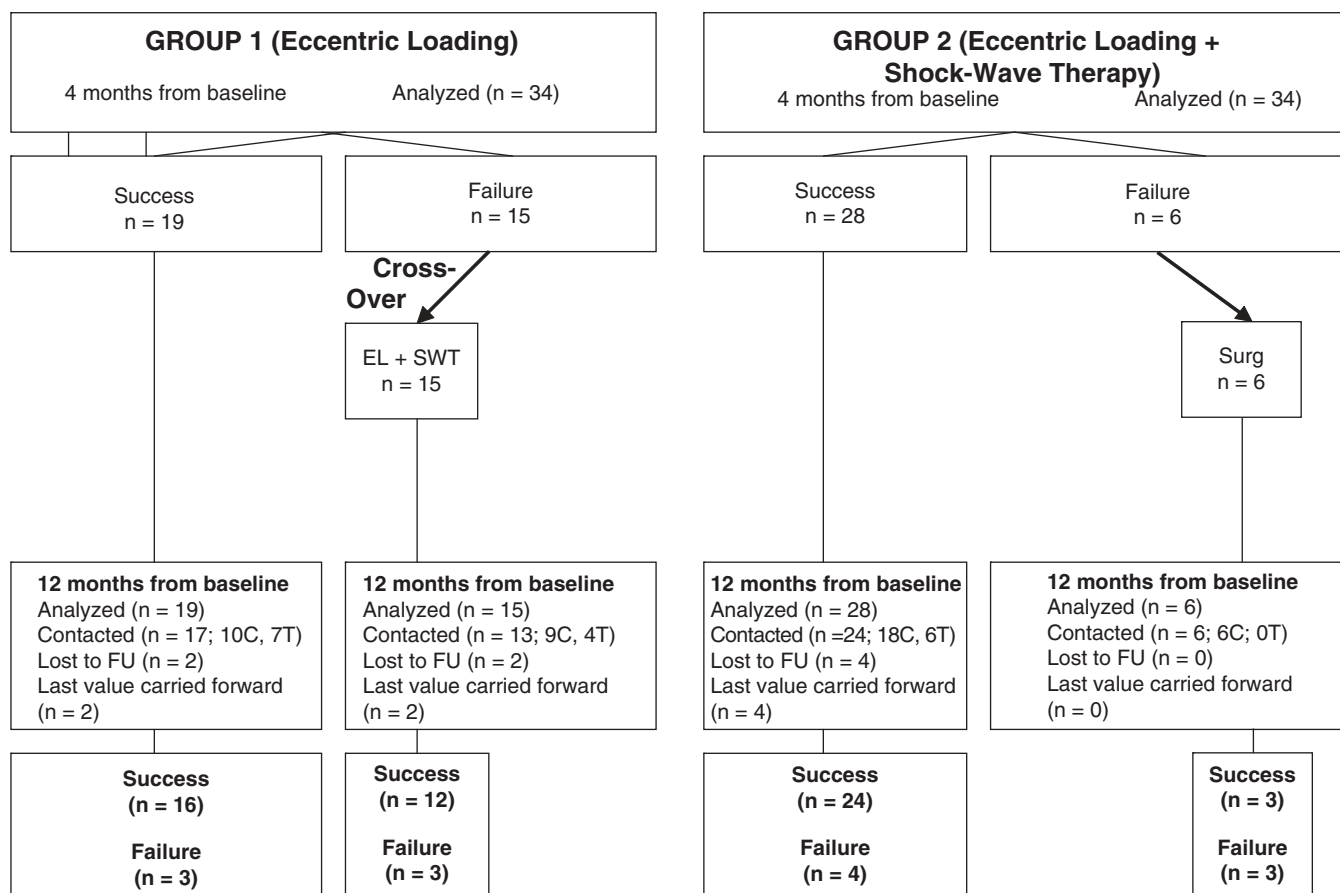 GROUP 1 (Eccentric Loading)
4 months from baseline Analyzed (n = 34)
Success
n = 19
Failure
n = 15
Cross-
Over
EL + SWT
n = 15
12 months from baseline
Analyzed (n = 19)
Contacted (n = 17; 10C, 7T)
Lost to FU (n = 2)
Last value carried forward
(n = 2)
12 months from baseline
Analyzed (n = 15)
Contacted (n = 13; 9C, 4T)
Lost to FU (n = 2)
Last value carried forward
(n = 2)
Success
(n = 16)
Failure
(n = 3)
Success
(n = 12)
Failure
(n = 3)
GROUP 2 (Eccentric Loading +
Shock-Wave Therapy)
4 months from baseline Analyzed (n = 34)
Success
n = 28
Failure
n = 6
Surg
n = 6
12 months from baseline
Analyzed (n = 28)
Contacted (n =24; 18C, 6T)
Lost to FU (n = 4)
Last value carried forward
(n = 4)
12 months from baseline
Analyzed (n = 6)
Contacted (n = 6; 6C; 0T)
Lost to FU (n = 0)
Last value carried forward
(n = 0)
Success
(n = 24)
Failure
(n = 4)
Success
(n = 3)
Failure
(n = 3)